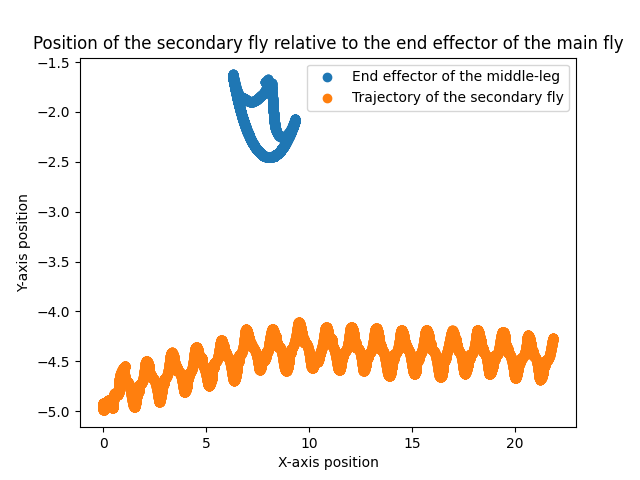 Position of the secondary fly relative to the end effector of the main fly
End effector of the middle-leg
Trajectory of the secondary fly
−1.5
−2.0
−2.5
−3.0
−3.5
−4.0
−4.5
−5.0
Y-axis position
0
5
10
15
20
X-axis position